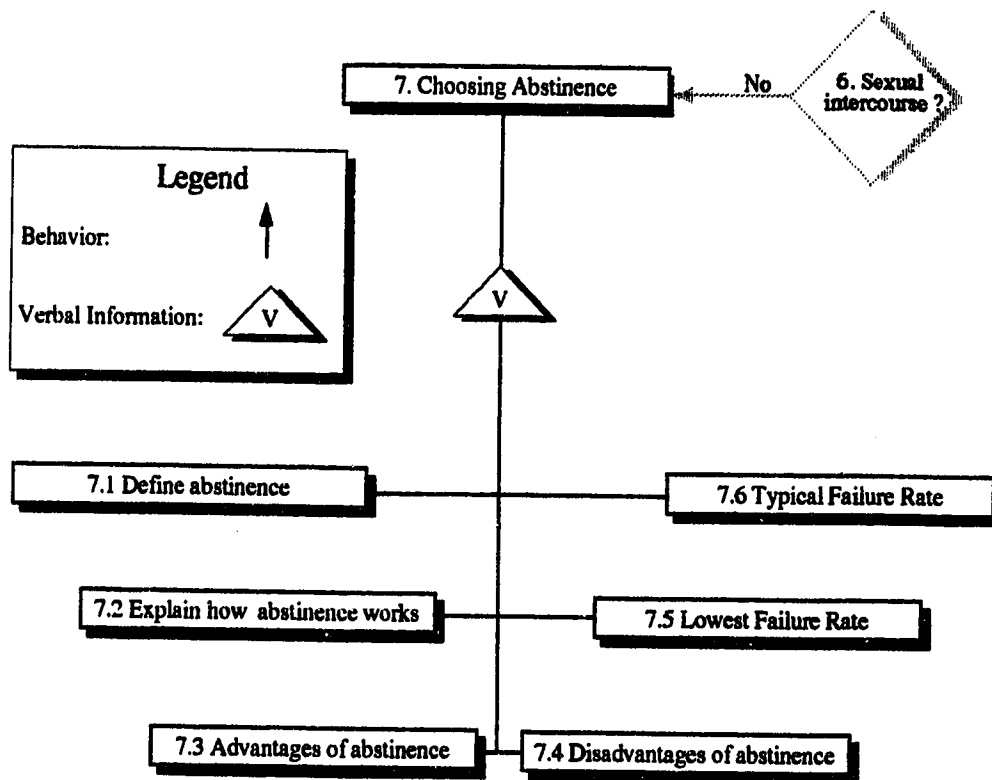 7. Choosing Abstinence
No
6. Sexual
intercourse ?
Legend
Behavior:
Verbal Information:
V
V
7.1 Define abstinence
7.6 Typical Failure Rate
7.2 Explain how abstinence works
7.5 Lowest Failure Rate
7.3 Advantages of abstinence
7.4 Disadvantages of abstinence